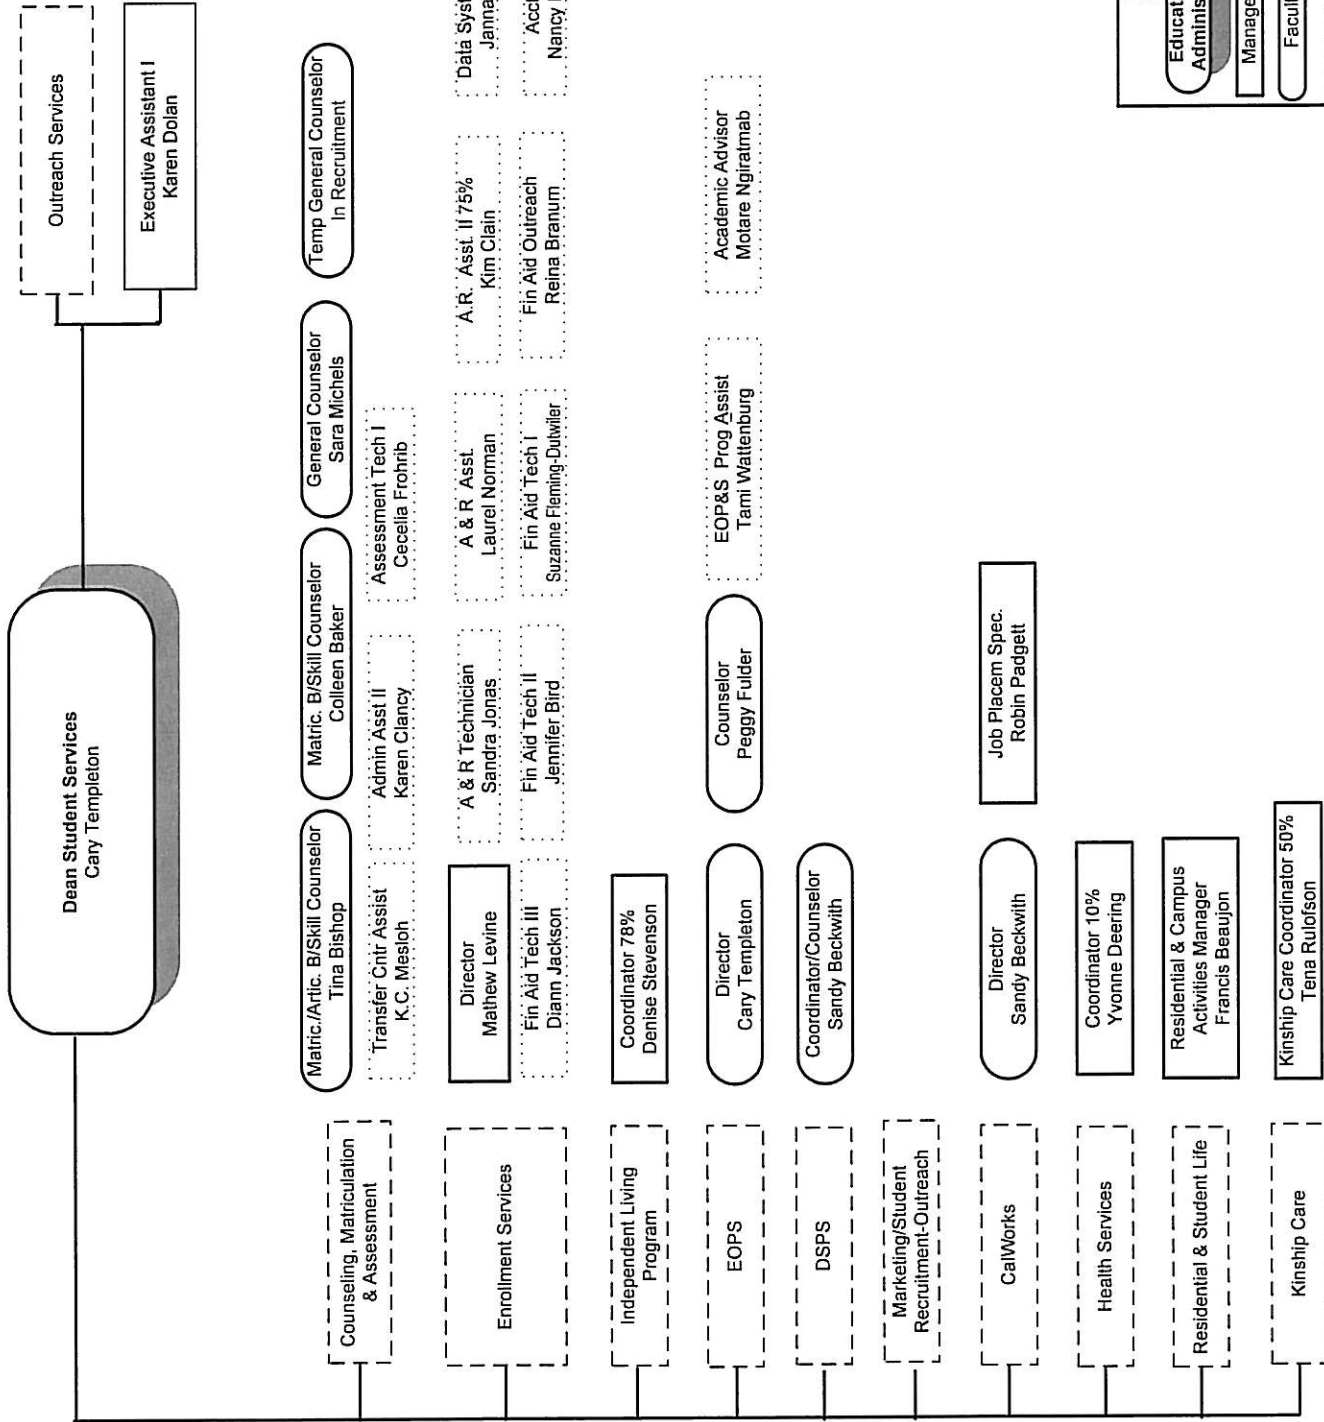 Dean Student Services
Cary Templeton
Outreach Services
Executive Assistant I
Karen Dolan
Counseling, Matriculation
& Assessment
Matric./Artic. B/Skill Counselor
Tina Bishop
Matric. B/Skill Counselor
Colleen Baker
General Counselor
Sara Michels
Temp General Counselor
In Recruitment
Transfer Cntr Assist
K.C. Mesloh
Admin Asst II
Karen Clancy
Assessment Tech I
Cecelia Frohrib
Enrollment Services
Director
Mathew Levine
A & R Technician
Sandra Jonas
A & R Asst.
Laurel Norman
A.R. Asst. II 75%
Kim Clain
Data Syst
Janna
Fin Aid Tech III
Diann Jackson
Fin Aid Tech II
Jennifer Bird
Fin Aid Tech I
Suzanne Fleming-Dutwiler
Fin Aid Outreach
Reina Branum
Nancy
Independent Living
Program
Coordinator 78%
Denise Stevenson
EOPS
Director
Cary Templeton
Counselor
Peggy Fulder
EOP&S Prog Assist
Tami Wattenburg
Academic Advisor
Motare Ngiratmab
DSPS
Coordinator/Counselor
Sandy Beckwith
Marketing/Student
Recruitment-Outreach
CalWorks
Director
Sandy Beckwith
Job Placem Spec.
Robin Padgett
Health Services
Coordinator 10%
Yvonne Deering
Residential & Student Life
Residential & Campus
Activities Manager
Francis Beaujon
Kinship Care
Kinship Care Coordinator 50%
Tena Rulofson
Educat
Adminis
Manage
Facul